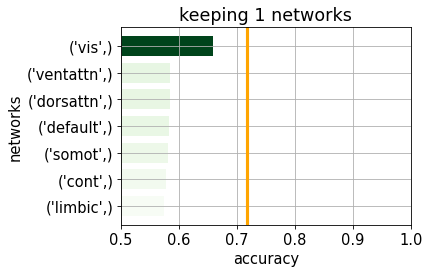 keeping 1 networks
('vis',)
('ventattn',)
('dorsattn',)
('default',)
('somot',)
('cont',)
('limbic',)
networks
0.5 0.6 0.7 0.8 0.9 1.0
accuracy